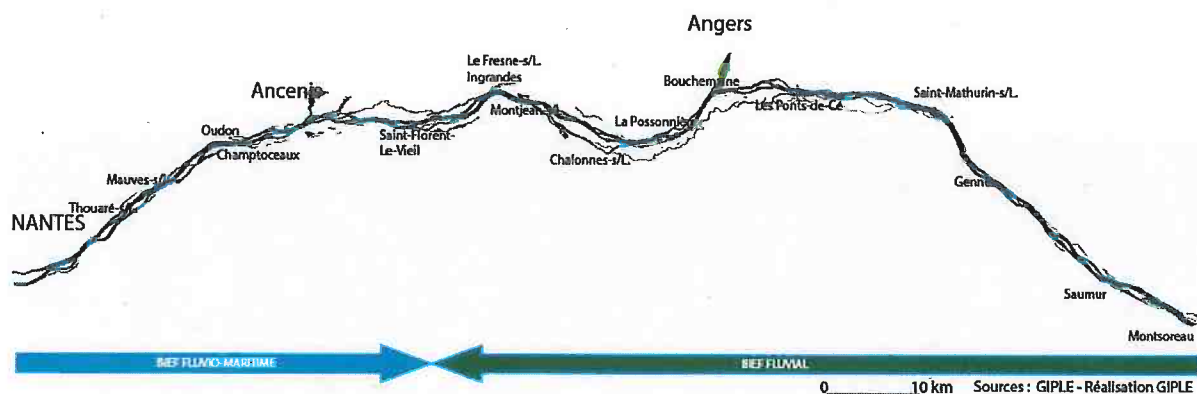 Angers
Le Fresne-s/L.
Ingrandes
Bouchemaine
Ancenis
Montjean-s/L.
Les Ponts-de-Cé
Saint-Mathurin-s/L.
La Possonnière
Oudon
Saint-Florent-
Le-Vieil
Champtoceaux
Chalonnes-s/L.
Mauves-s/L.
Gennes
Thouaré-s/L.
NANTES
Saumur
Montsoreau
BIEF FLUVIO-MARITIME
BIEF FLUVIAL
0 10 km
Sources : GIPLE - Réalisation GIPLE